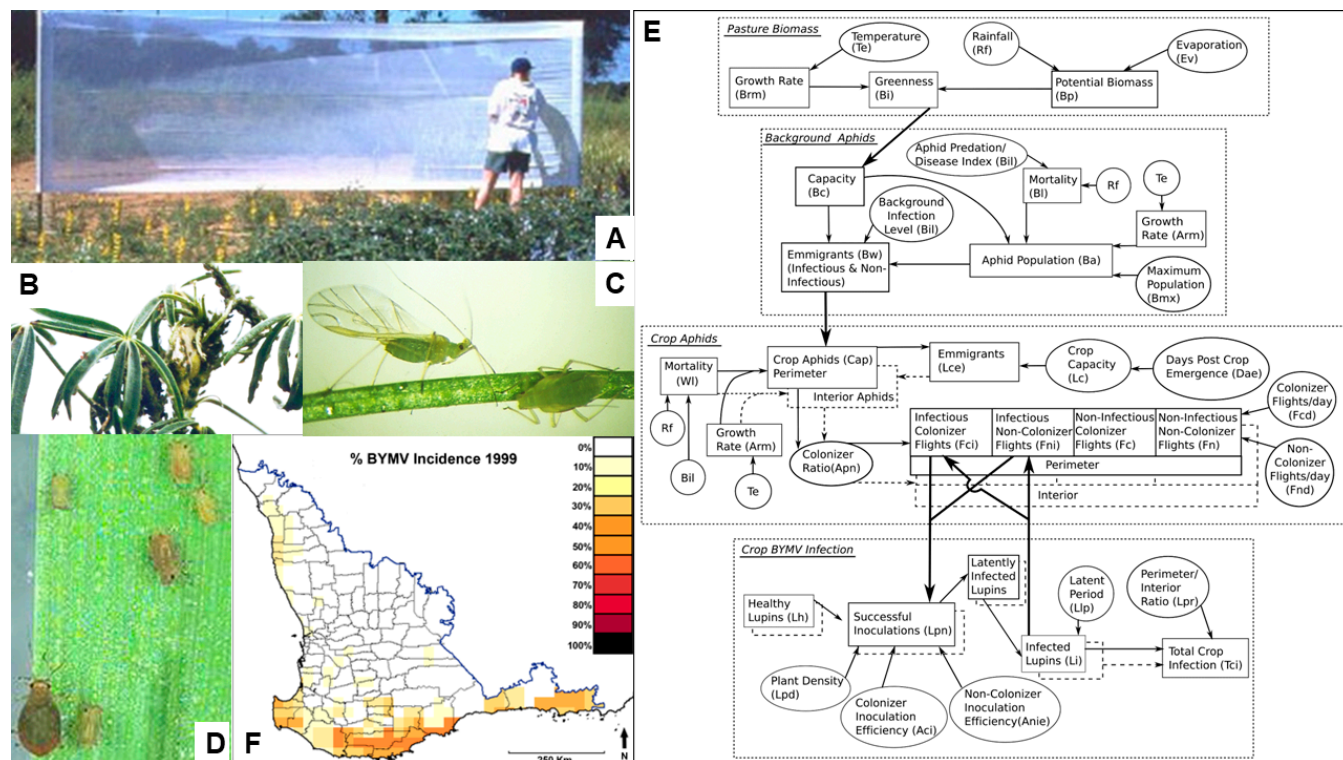 A
B
C
D
% BYMV Incidence 1999
0%
10%
20%
30%
40%
50%
60%
70%
80%
90%
100%
F
250 Km
N
E
Pasture Biomass
Temperature
(Te)
Rainfall
(Rf)
Evaporation
(Ev)
Growth Rate
(Brm)
Greenness
(Bi)
Potential Biomass
(Bp)
Background Aphids
Aphid Predation/
Disease Index (Bil)
Capacity
(Bc)
Mortality
(Bl)
Rf
Te
Background
Infection
Level (Bil)
Growth
Rate (Arm)
Emmigrants (Bw)
(Infectious & Non-
Infectious)
Aphid Population (Ba)
Maximum
Population
(Bmx)
Crop Aphids
Mortality
(Wl)
Crop Aphids (Cap)
Perimeter
Interior Aphids
Emmigrants
(Lce)
Crop
Capacity
(Lc)
Days Post Crop
Emergence (Dae)
Rf
Bil
Growth
Rate (Arm)
Te
Colonizer
Ratio(Apn)
Infectious
Colonizer
Flights (Fci)
Infectious
Non-Colonizer
Flights (Fni)
Non-Infectious
Colonizer
Flights (Fc)
Non-Infectious
Non-Colonizer
Flights (Fn)
Perimeter
Interior
Colonizer
Flights/day
(Fcd)
Non-
Colonizer
Flights/day
(Fnd)
Crop BYMV Infection
Healthy
Lupins (Lh)
Successful
Inoculations (Lpn)
Latently
Infected
Lupins
Latent
Period (Llp)
Perimeter/
Interior
Ratio (Lpr)
Infected
Lupins (Li)
Total Crop
Infection (Tci)
Plant Density
(Lpd)
Colonizer
Inoculation
Efficiency (Aci)
Non-Colonizer
Inoculation
Efficiency(Anie)